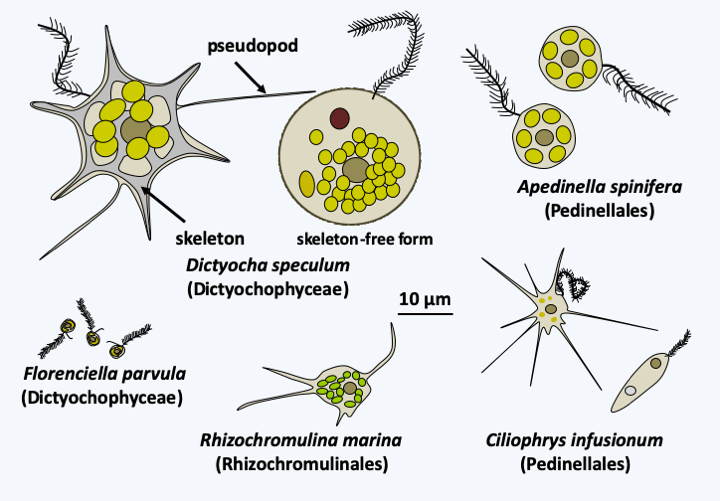 pseudopod
skeleton
skeleton-free form
Dictyocha speculum
(Dictyochophyceae)
Apedinella spinifera
(Pedinellales)
10 µm
Florenciella parvula
(Dictyochophyceae)
Rhizochromulina marina
(Rhizochromulinales)
Ciliophrys infusionum
(Pedinellales)